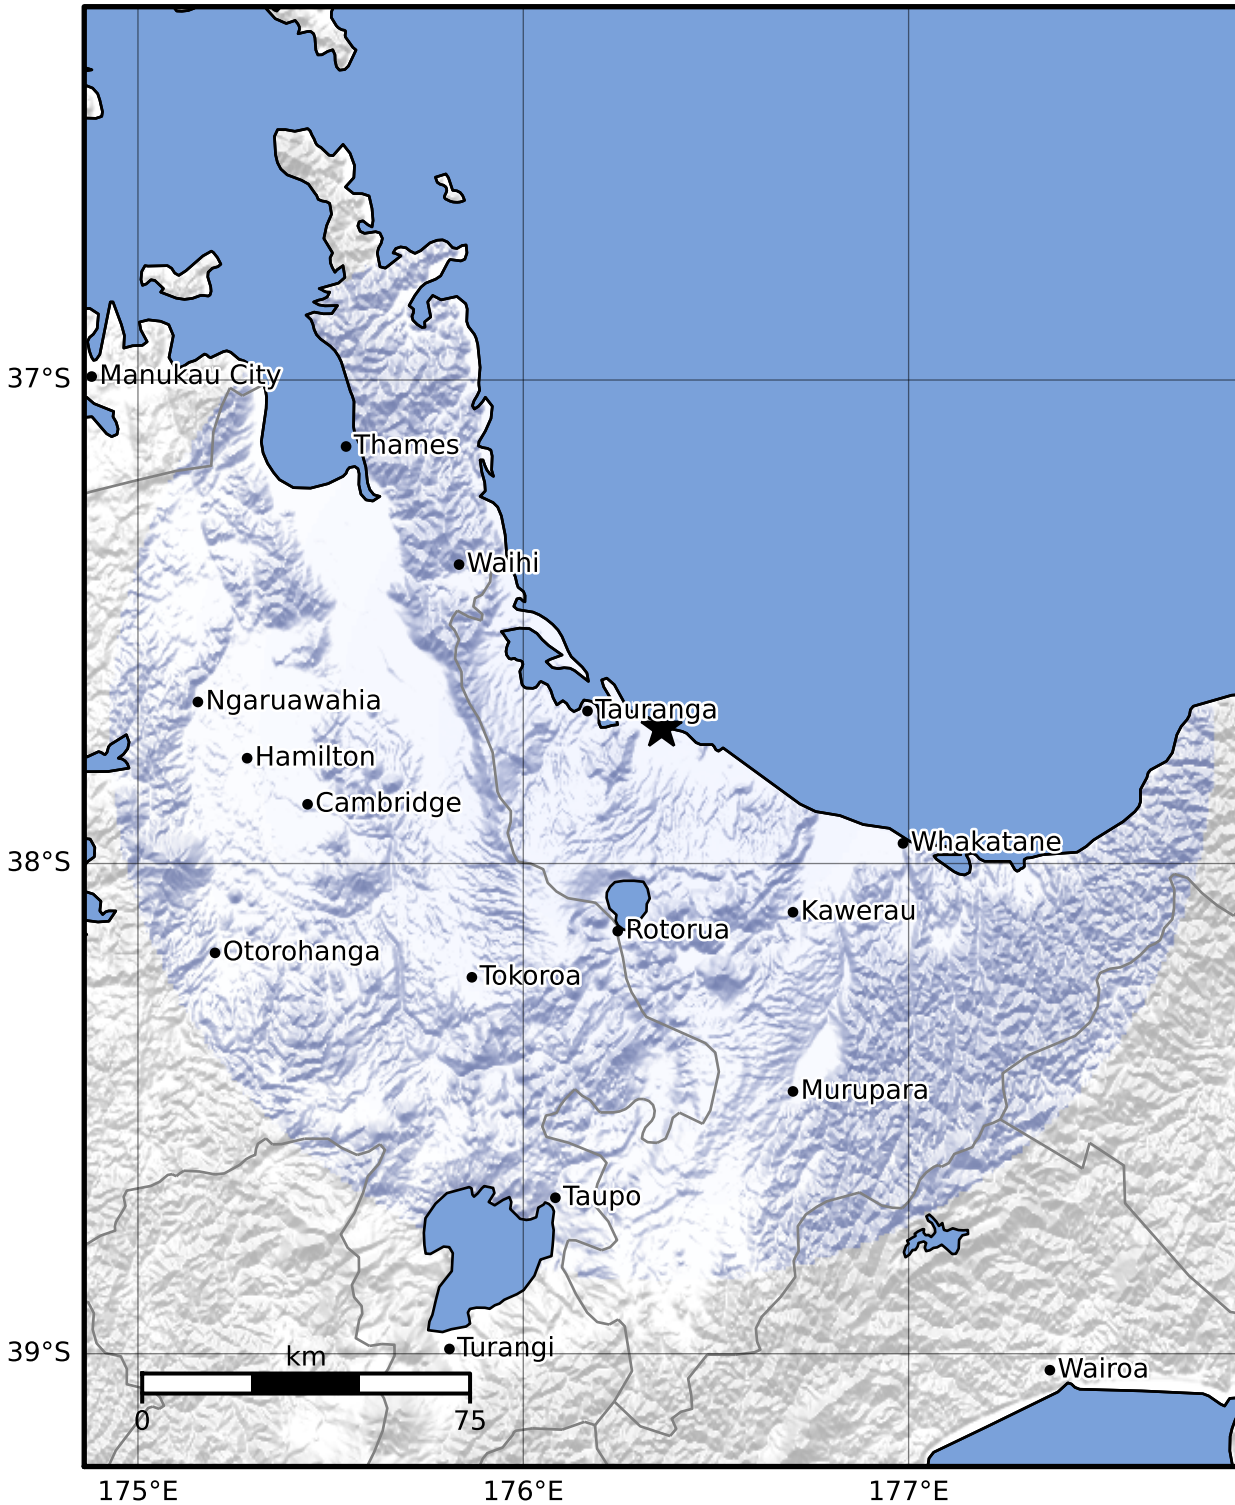 37°S
Manukau City
Thames
Waihi
Ngaruawahia
Tauranga
Hamilton
Cambridge
Whakatane
38°S
Kawerau
Rotorua
Otorohanga
Tokoroa
Murupara
Taupo
39°S
km
Turangi
Wairoa
0
75
175°E
176°E
177°E